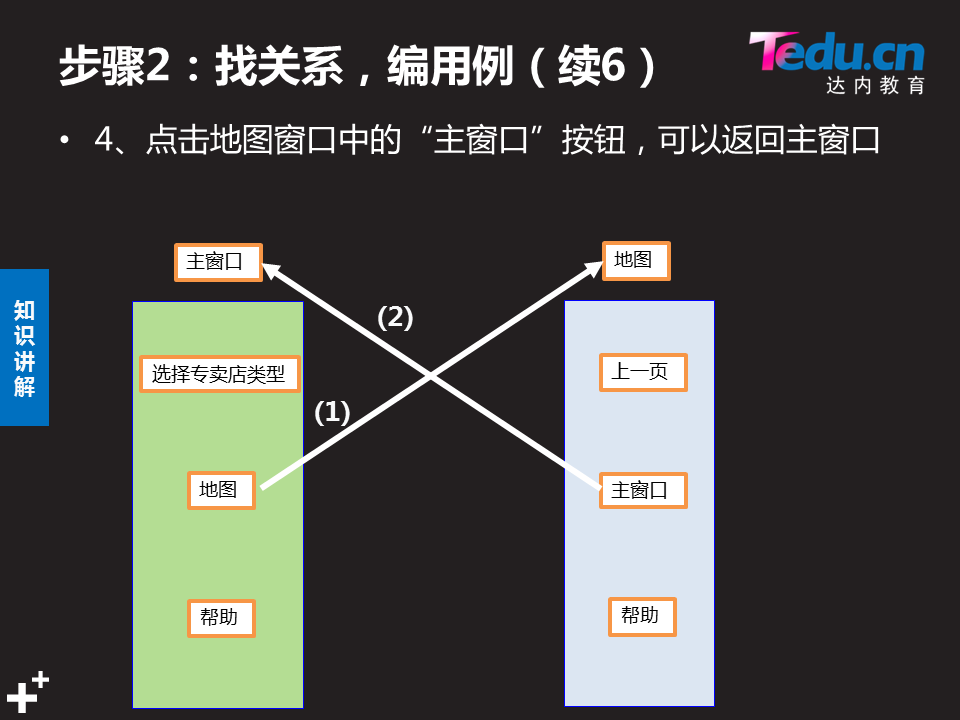 步骤2：找关系，编用例（续6）
Tedu.cn
达内教育
• 4、点击地图窗口中的“主窗口”按钮，可以返回主窗口
知识讲解
主窗口
地图
(2)
选择专卖店类型
上一页
(1)
地图
主窗口
帮助
帮助